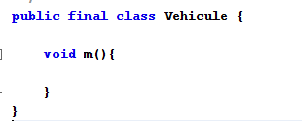 public final class Vehicule {
void m(){
}
}